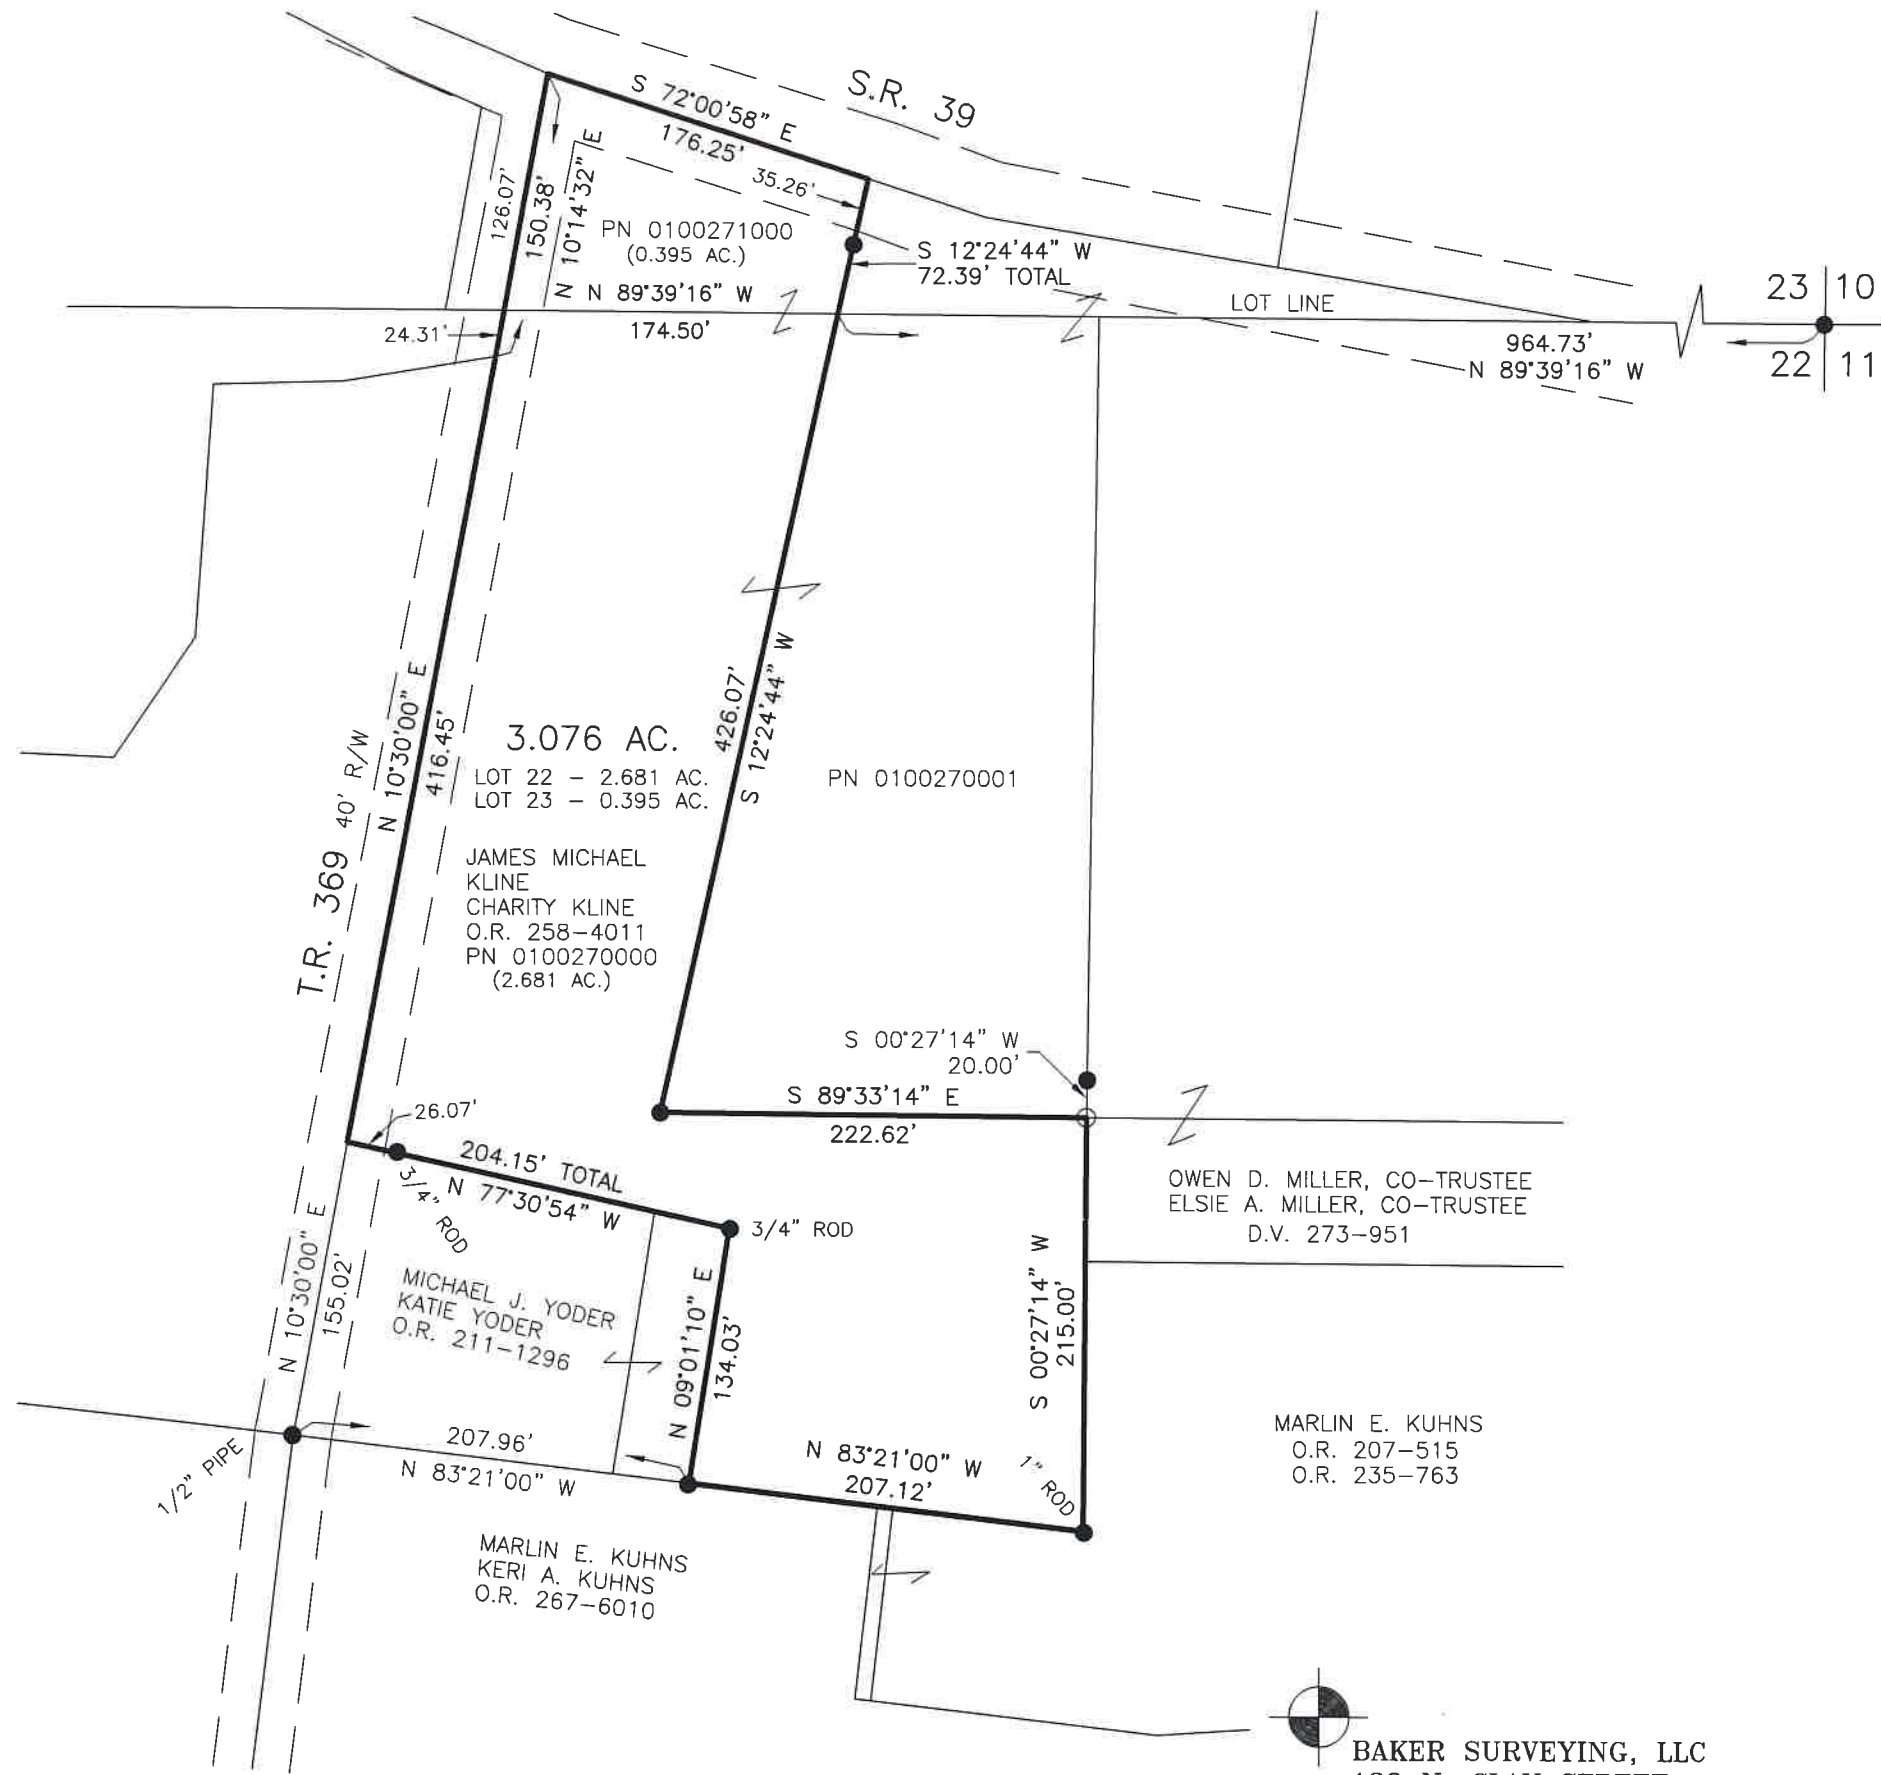 S.R. 39
S 72°00'58" E
176.25'
35.26'
126.07'
150.38'
N 10°14'32" E
PN 0100271000
(0.395 AC.)
S 12°24'44" W
72.39' TOTAL
N 89°39'16" W
174.50'
24.31'
LOT LINE
964.73'
N 89°39'16" W
23 10
22 11
N 10°30'00" E
416.45'
T.R. 369 40' R/W
3.076 AC.
LOT 22 – 2.681 AC.
LOT 23 – 0.395 AC.
426.07'
S 12°24'44" W
PN 0100270001
JAMES MICHAEL
KLINE
CHARITY KLINE
O.R. 258–4011
PN 0100270000
(2.681 AC.)
S 00°27'14" W
20.00'
S 89°33'14" E
222.62'
26.07'
204.15' TOTAL
N 77°30'54" W
3/4" ROD
3/4" ROD
OWEN D. MILLER, CO–TRUSTEE
ELSIE A. MILLER, CO–TRUSTEE
D.V. 273–951
N 10°30'00" E
155.02'
MICHAEL J. YODER
KATIE YODER
O.R. 211–1296
N 09°01'10" E
134.03'
S 00°27'14" W
215.00'
MARLIN E. KUHNS
O.R. 207–515
O.R. 235–763
1/2" PIPE
207.96'
N 83°21'00" W
N 83°21'00" W
207.12'
1" ROD
MARLIN E. KUHNS
KERI A. KUHNS
O.R. 267–6010
BAKER SURVEYING, LLC